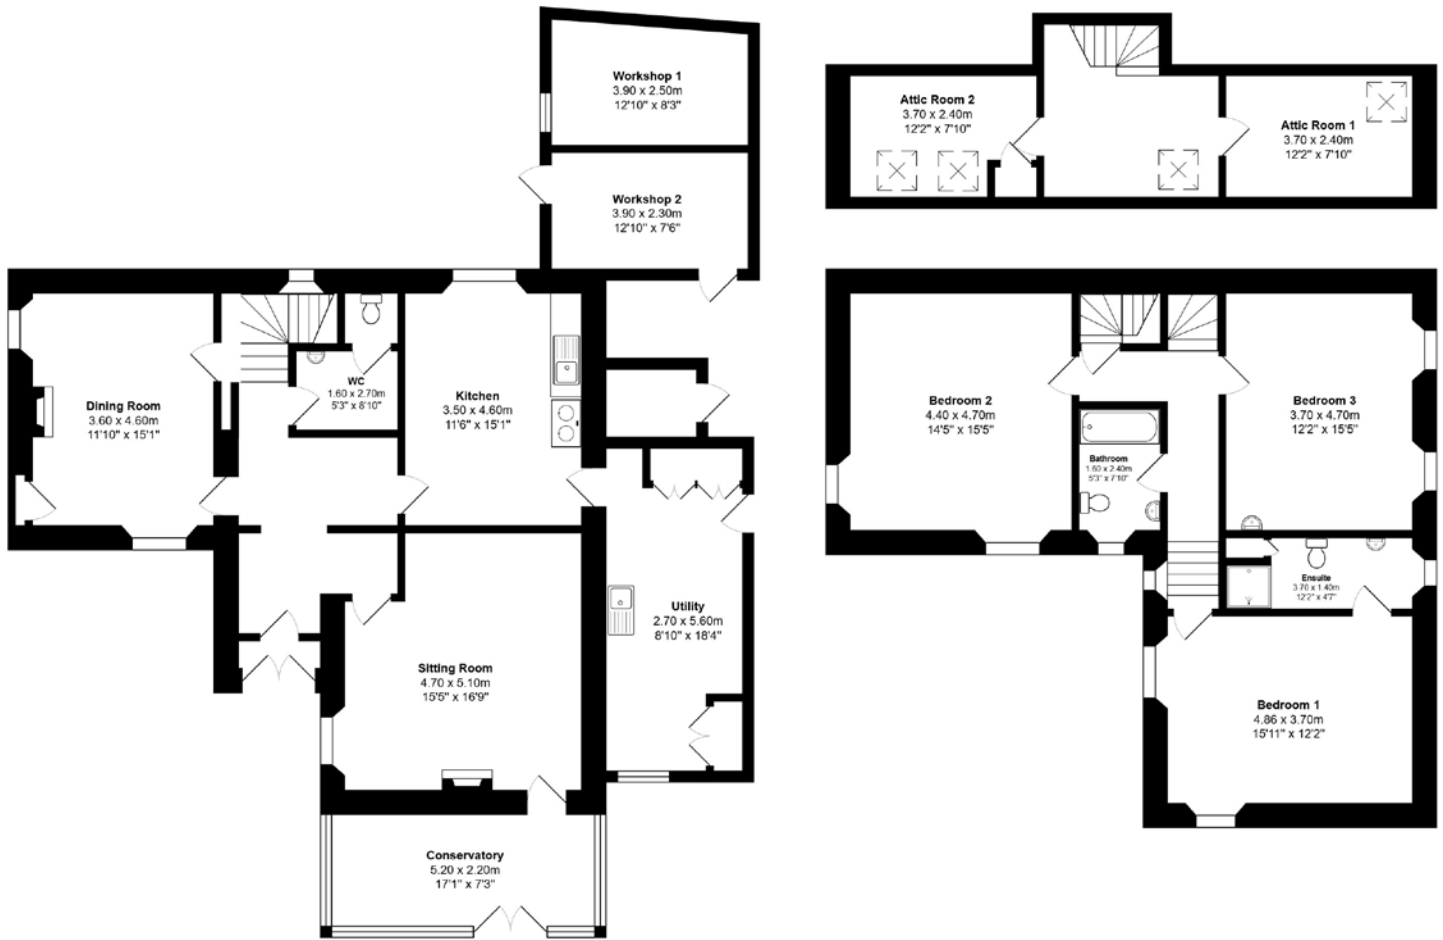 Workshop 1
3.90 x 2.50m
12'10" x 8'3"
Workshop 2
3.90 x 2.30m
12'10" x 7'6"
Dining Room
3.60 x 4.60m
11'10" x 15'1"
WC
1.60 x 2.70m
5'3" x 8'10"
Kitchen
3.50 x 4.60m
11'6" x 15'1"
Utility
2.70 x 5.60m
8'10" x 18'4"
Sitting Room
4.70 x 5.10m
15'5" x 16'9"
Conservatory
5.20 x 2.20m
17'1" x 7'3"
Attic Room 2
3.70 x 2.40m
12'2" x 7'10"
Attic Room 1
3.70 x 2.40m
12'2" x 7'10"
Bedroom 2
4.40 x 4.70m
14'5" x 15'5"
Bedroom 3
3.70 x 4.70m
12'2" x 15'5"
Bathroom
1.60 x 2.40m
5'3" x 7'10"
Ensuite
3.70 x 1.40m
12'2" x 4'7"
Bedroom 1
4.86 x 3.70m
15'11" x 12'2"